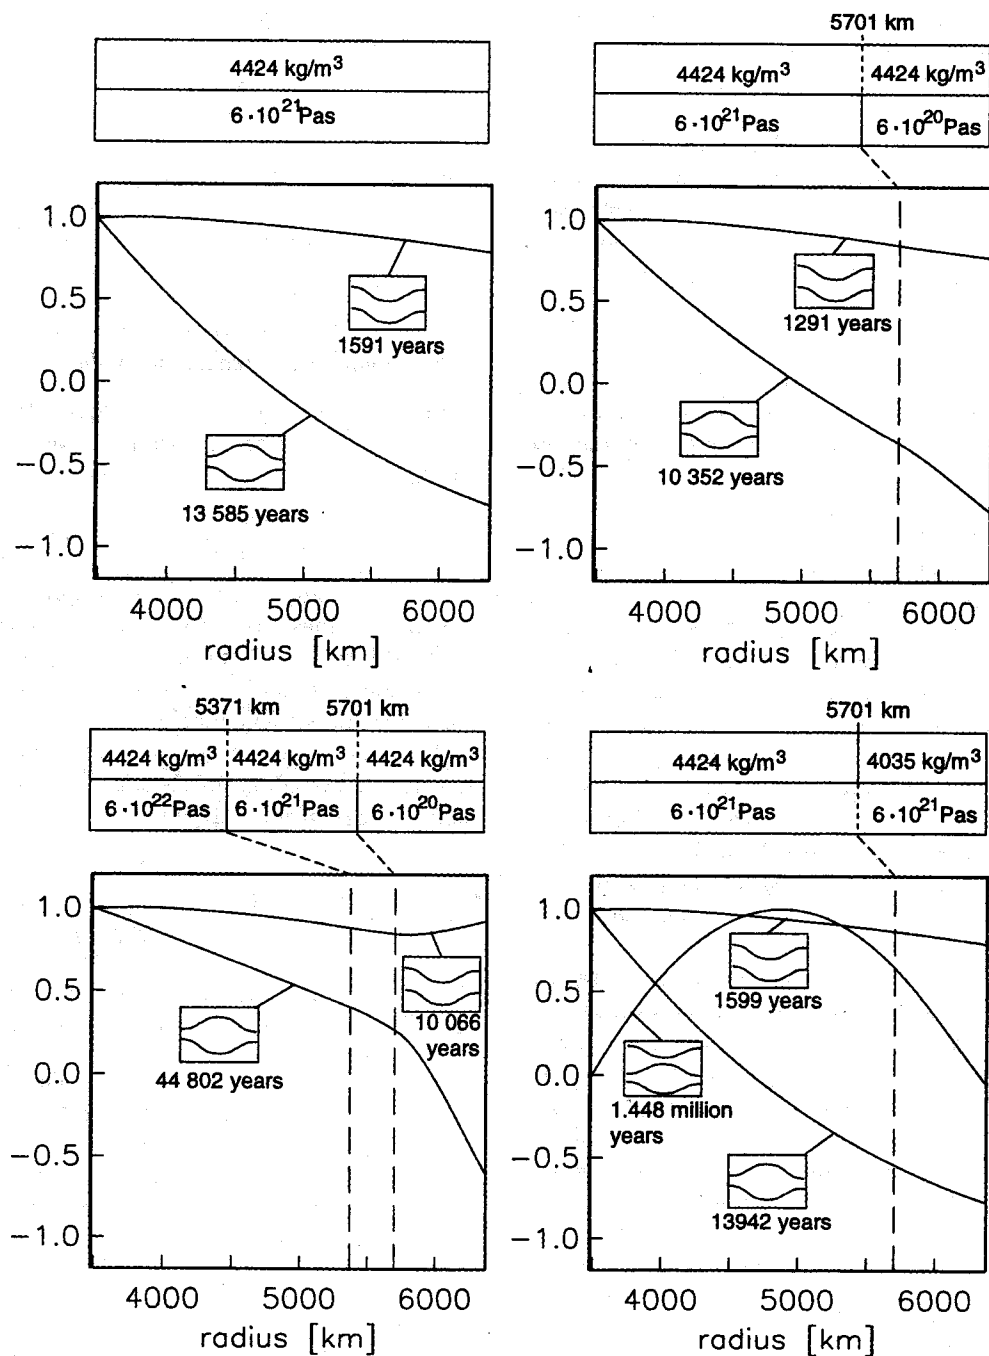 4424 kg/m³
6·10²¹Pas
1.0
0.5
0.0
−0.5
−1.0
1591 years
13 585 years
4000 5000 6000
radius [km]
5701 km
4424 kg/m³ 4424 kg/m³
6·10²¹Pas 6·10²⁰Pas
1.0
0.5
0.0
−0.5
−1.0
1291 years
10 352 years
4000 5000 6000
radius [km]
5371 km 5701 km
4424 kg/m³ 4424 kg/m³ 4424 kg/m³
6·10²²Pas 6·10²¹Pas 6·10²⁰Pas
1.0
0.5
0.0
−0.5
−1.0
10 066
years
44 802 years
4000 5000 6000
radius [km]
5701 km
4424 kg/m³ 4035 kg/m³
6·10²¹Pas 6·10²¹Pas
1.0
0.5
0.0
−0.5
−1.0
1599 years
1.448 million
years
13942 years
4000 5000 6000
radius [km]